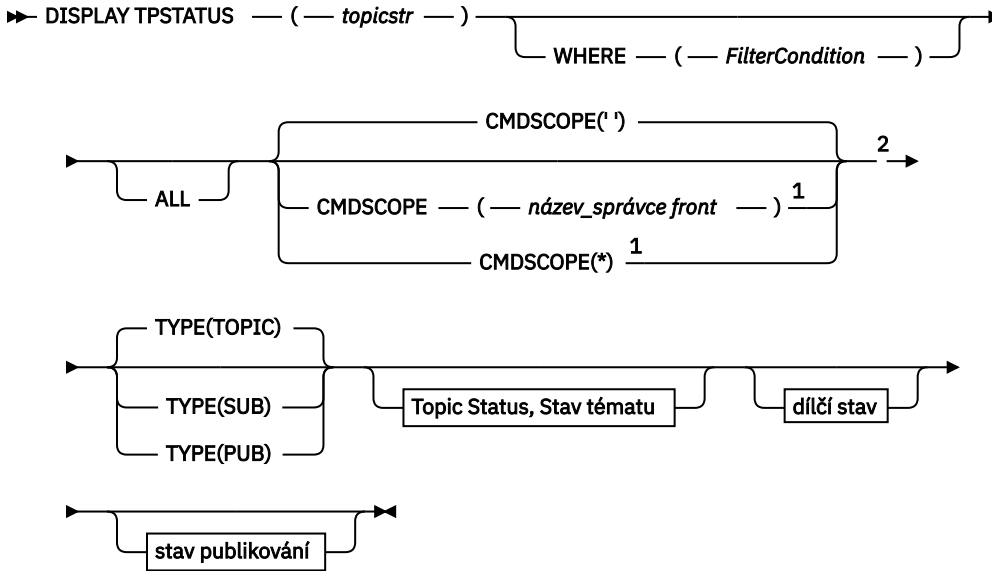 DISPLAY TPSTATUS ( topicstr )
WHERE ( FilterCondition )
CMDSCOPE(' ')
2
ALL
CMDSCOPE ( název_správce front ) 1
CMDSCOPE(*) 1
TYPE(TOPIC)
TYPE(SUB)
Topic Status, Stav tématu
dílčí stav
TYPE(PUB)
stav publikování